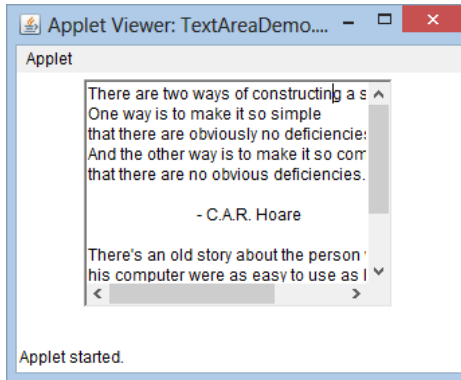 Applet Viewer: TextAreaDemo....
Applet
There are two ways of constructing a s
One way is to make it so simple
that there are obviously no deficiencie
And the other way is to make it so com
that there are no obvious deficiencies.
- C.A.R. Hoare
There's an old story about the person
his computer were as easy to use as
Applet started.